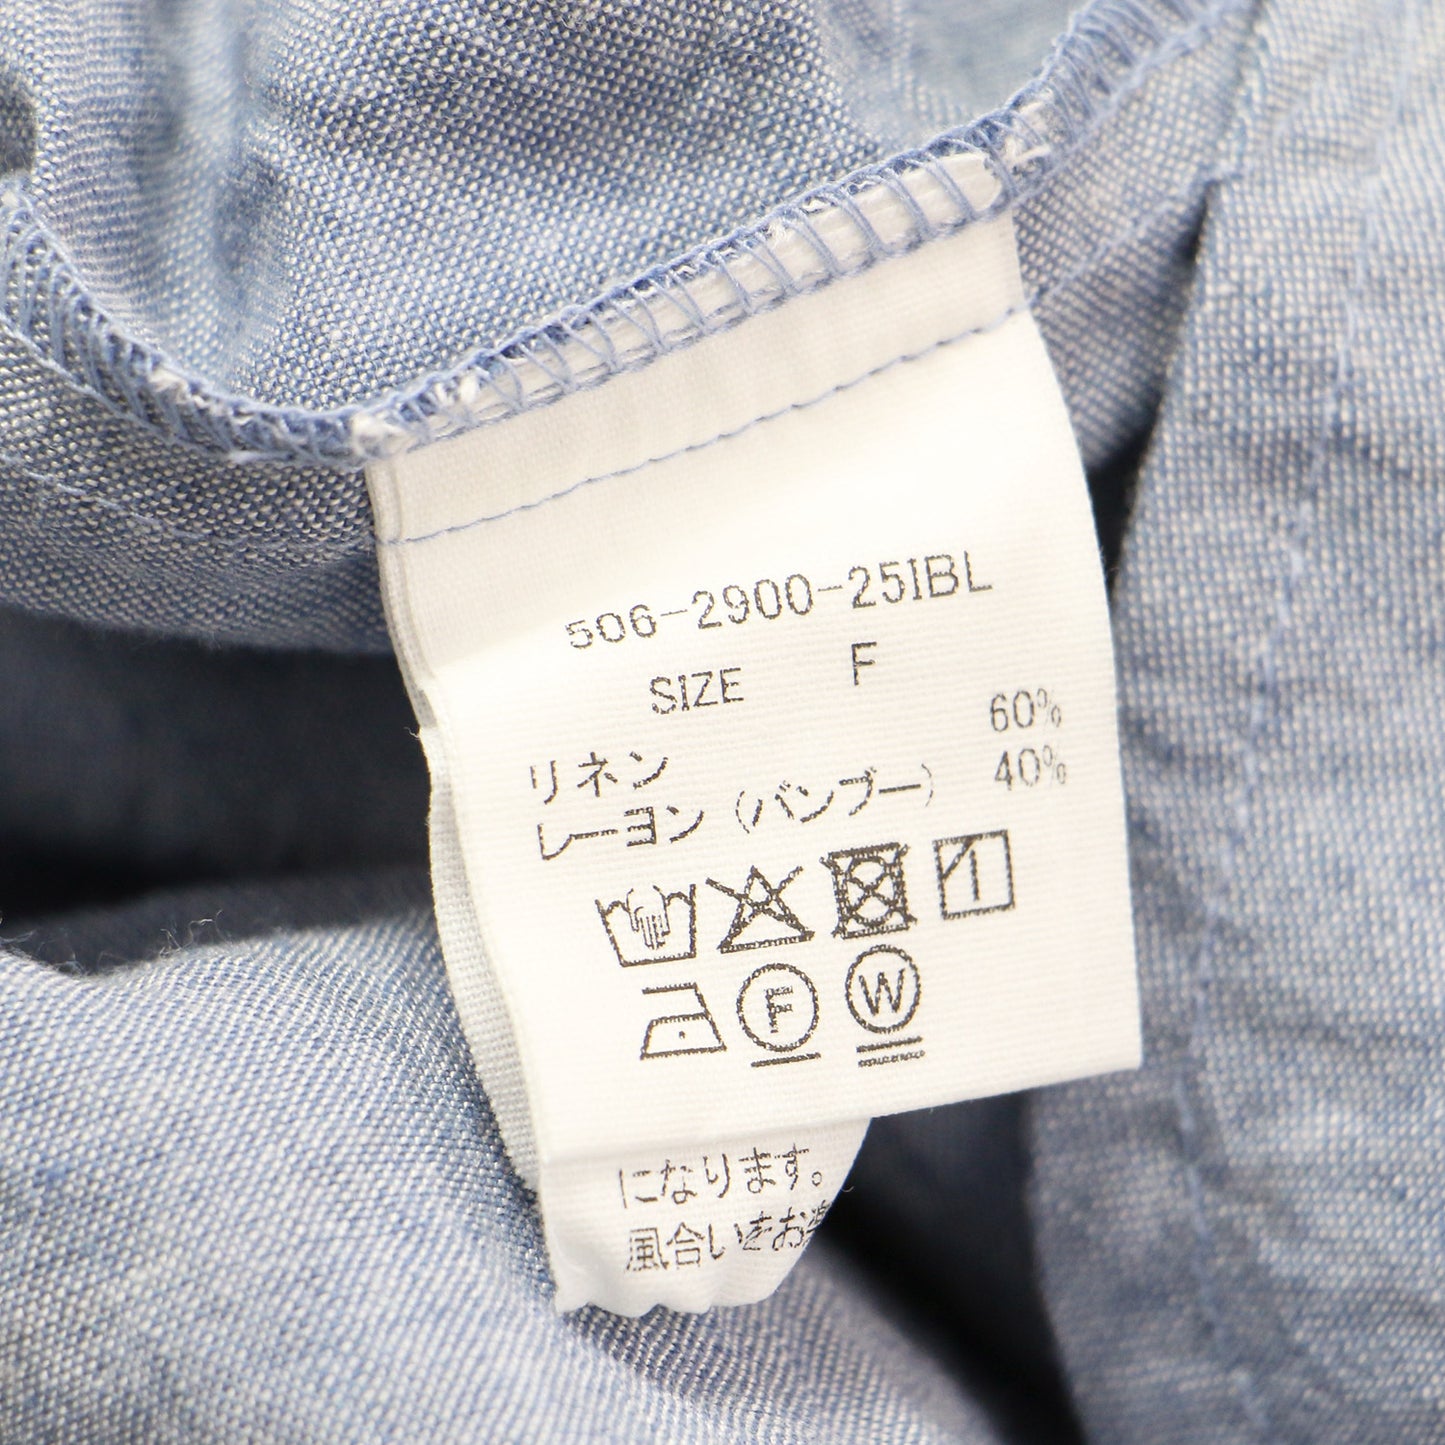 506-2900-25IBL
SIZE F
リネン 60%
レーヨン（バンブー） 40%
F W
になります。
風合いをお